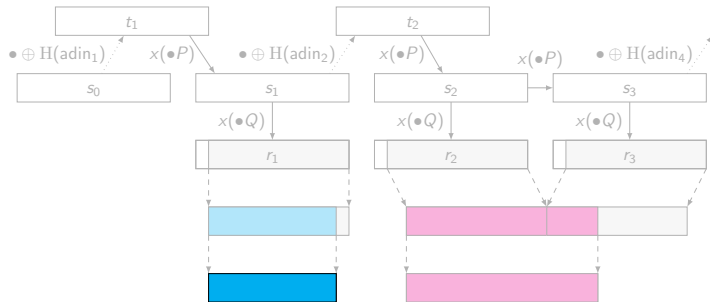 t₁ t₂
• ⊕ H(adin₁) x(•P) • ⊕ H(adin₂) x(•P) x(•P) • ⊕ H(adin₄)
s₀ s₁ s₂ s₃
x(•Q) x(•Q) x(•Q)
r₁ r₂ r₃